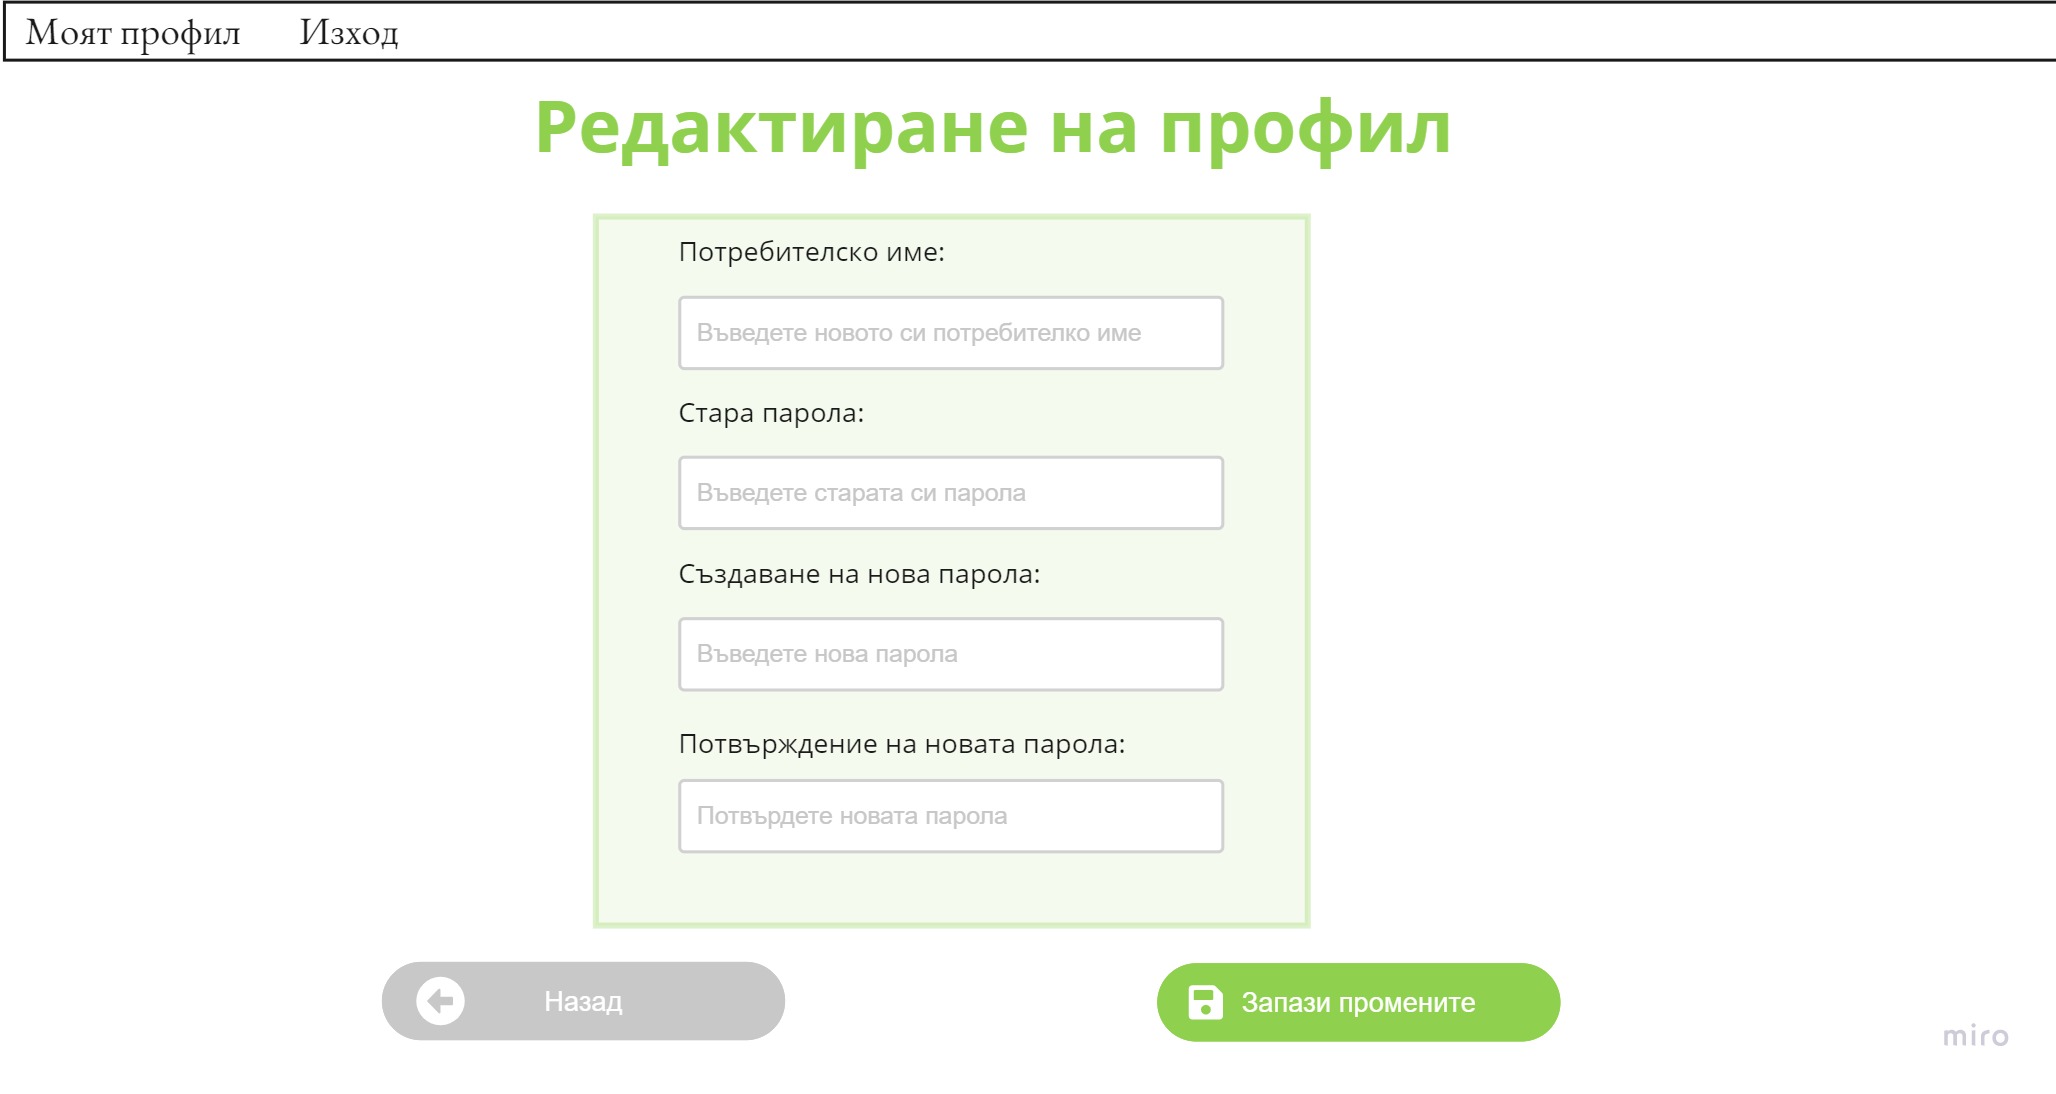 Моят профил Изход
Редактиране на профил
Потребителско име:
Въведете новото си потребителко име
Стара парола:
Въведете старата си парола
Създаване на нова парола:
Въведете нова парола
Потвърждение на новата парола:
Потвърдете новата парола
Назад
Запази промените
miro